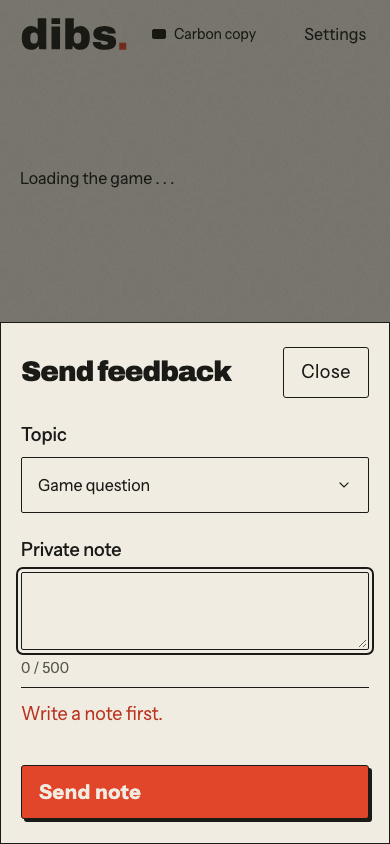 dibs.
Carbon copy
Settings
Loading the game . . .
Send feedback
Close
Topic
Game question
Private note
0 / 500
Write a note first.
Send note